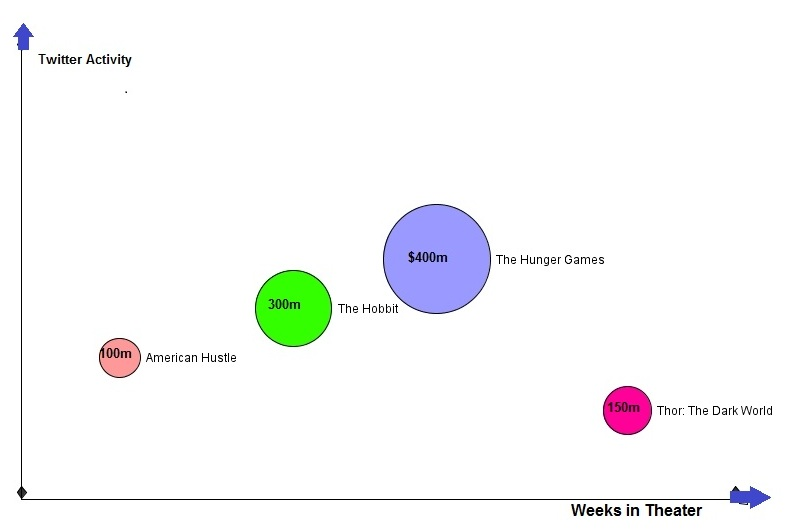 Twitter Activity
$400m
The Hunger Games
300m
The Hobbit
100m
American Hustle
150m
Thor: The Dark World
Weeks in Theater